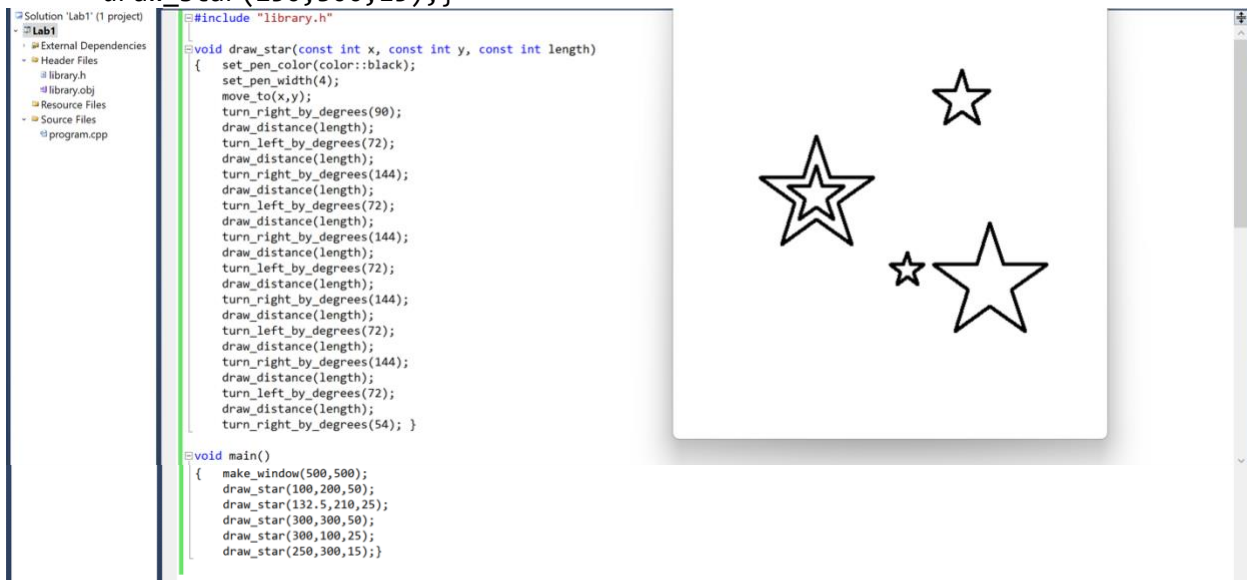 draw_star(250,300,15);}
Solution 'Lab1' (1 project)
Lab1
External Dependencies
Header Files
library.h
library.obj
Resource Files
Source Files
program.cpp
#include "library.h"
void draw_star(const int x, const int y, const int length)
{ set_pen_color(color::black);
set_pen_width(4);
move_to(x,y);
turn_right_by_degrees(90);
draw_distance(length);
turn_left_by_degrees(72);
draw_distance(length);
turn_right_by_degrees(144);
draw_distance(length);
turn_left_by_degrees(72);
draw_distance(length);
turn_right_by_degrees(144);
draw_distance(length);
turn_left_by_degrees(72);
draw_distance(length);
turn_right_by_degrees(144);
draw_distance(length);
turn_left_by_degrees(72);
draw_distance(length);
turn_right_by_degrees(144);
draw_distance(length);
turn_left_by_degrees(72);
draw_distance(length);
turn_right_by_degrees(54); }
void main()
{ make_window(500,500);
draw_star(100,200,50);
draw_star(132.5,210,25);
draw_star(300,300,50);
draw_star(300,100,25);
draw_star(250,300,15);}